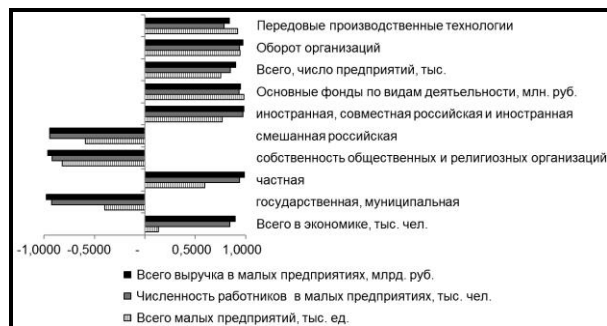 Передовые производственные технологии
Оборот организаций
Всего, число предприятий, тыс.
Основные фонды по видам деятельности, млн. руб.
иностранная, совместная российская и иностранная
смешанная российская
собственность общественных и религиозных организаций
частная
государственная, муниципальная
Всего в экономике, тыс. чел.
-1,0000 -0,5000 - 0,5000 1,0000
Всего выручка в малых предприятиях, млрд. руб.
Численность работников в малых предприятиях, тыс. чел.
Всего малых предприятий, тыс. ед.